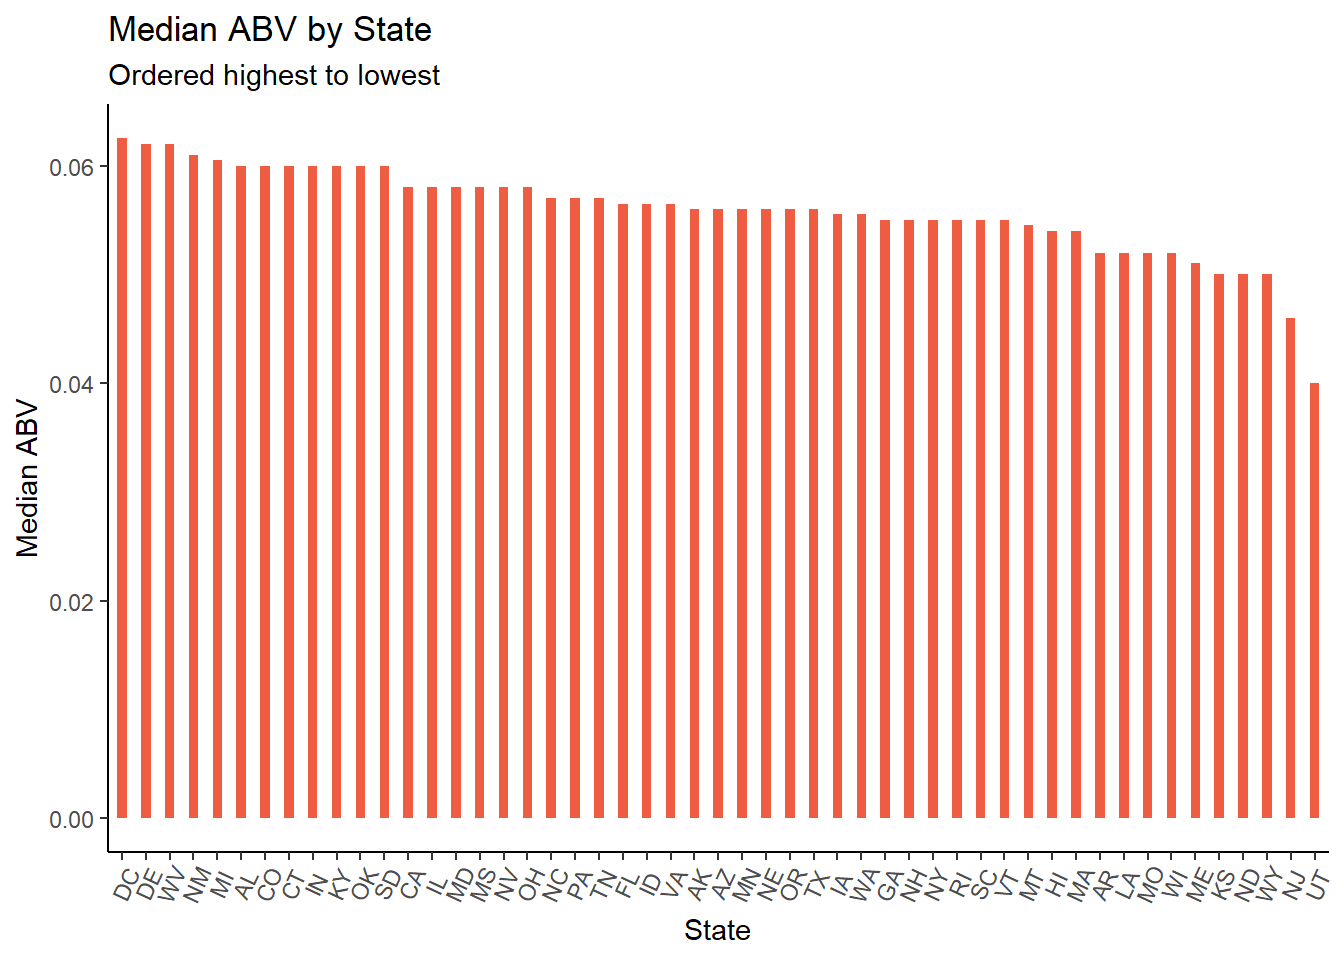 Median ABV by State
Ordered highest to lowest
Median ABV
0.06
0.04
0.02
0.00
DC DE WV NM MI AL CO CT IN KY OK SD CA IL MD MS NV OH NC PA TN FL ID VA AK AZ MN NE OR TX IA WA GA NH NY RI SC VT MT HI MA AR LA MO WI ME KS ND WY NJ UT
State